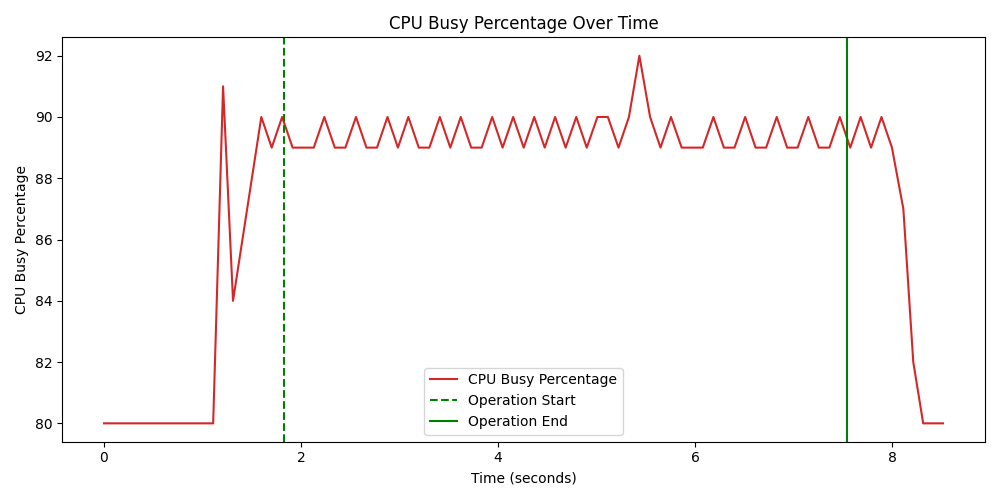 CPU Busy Percentage Over Time
CPU Busy Percentage
92
90
88
86
84
82
80
CPU Busy Percentage
Operation Start
Operation End
0
2
4
6
8
Time (seconds)